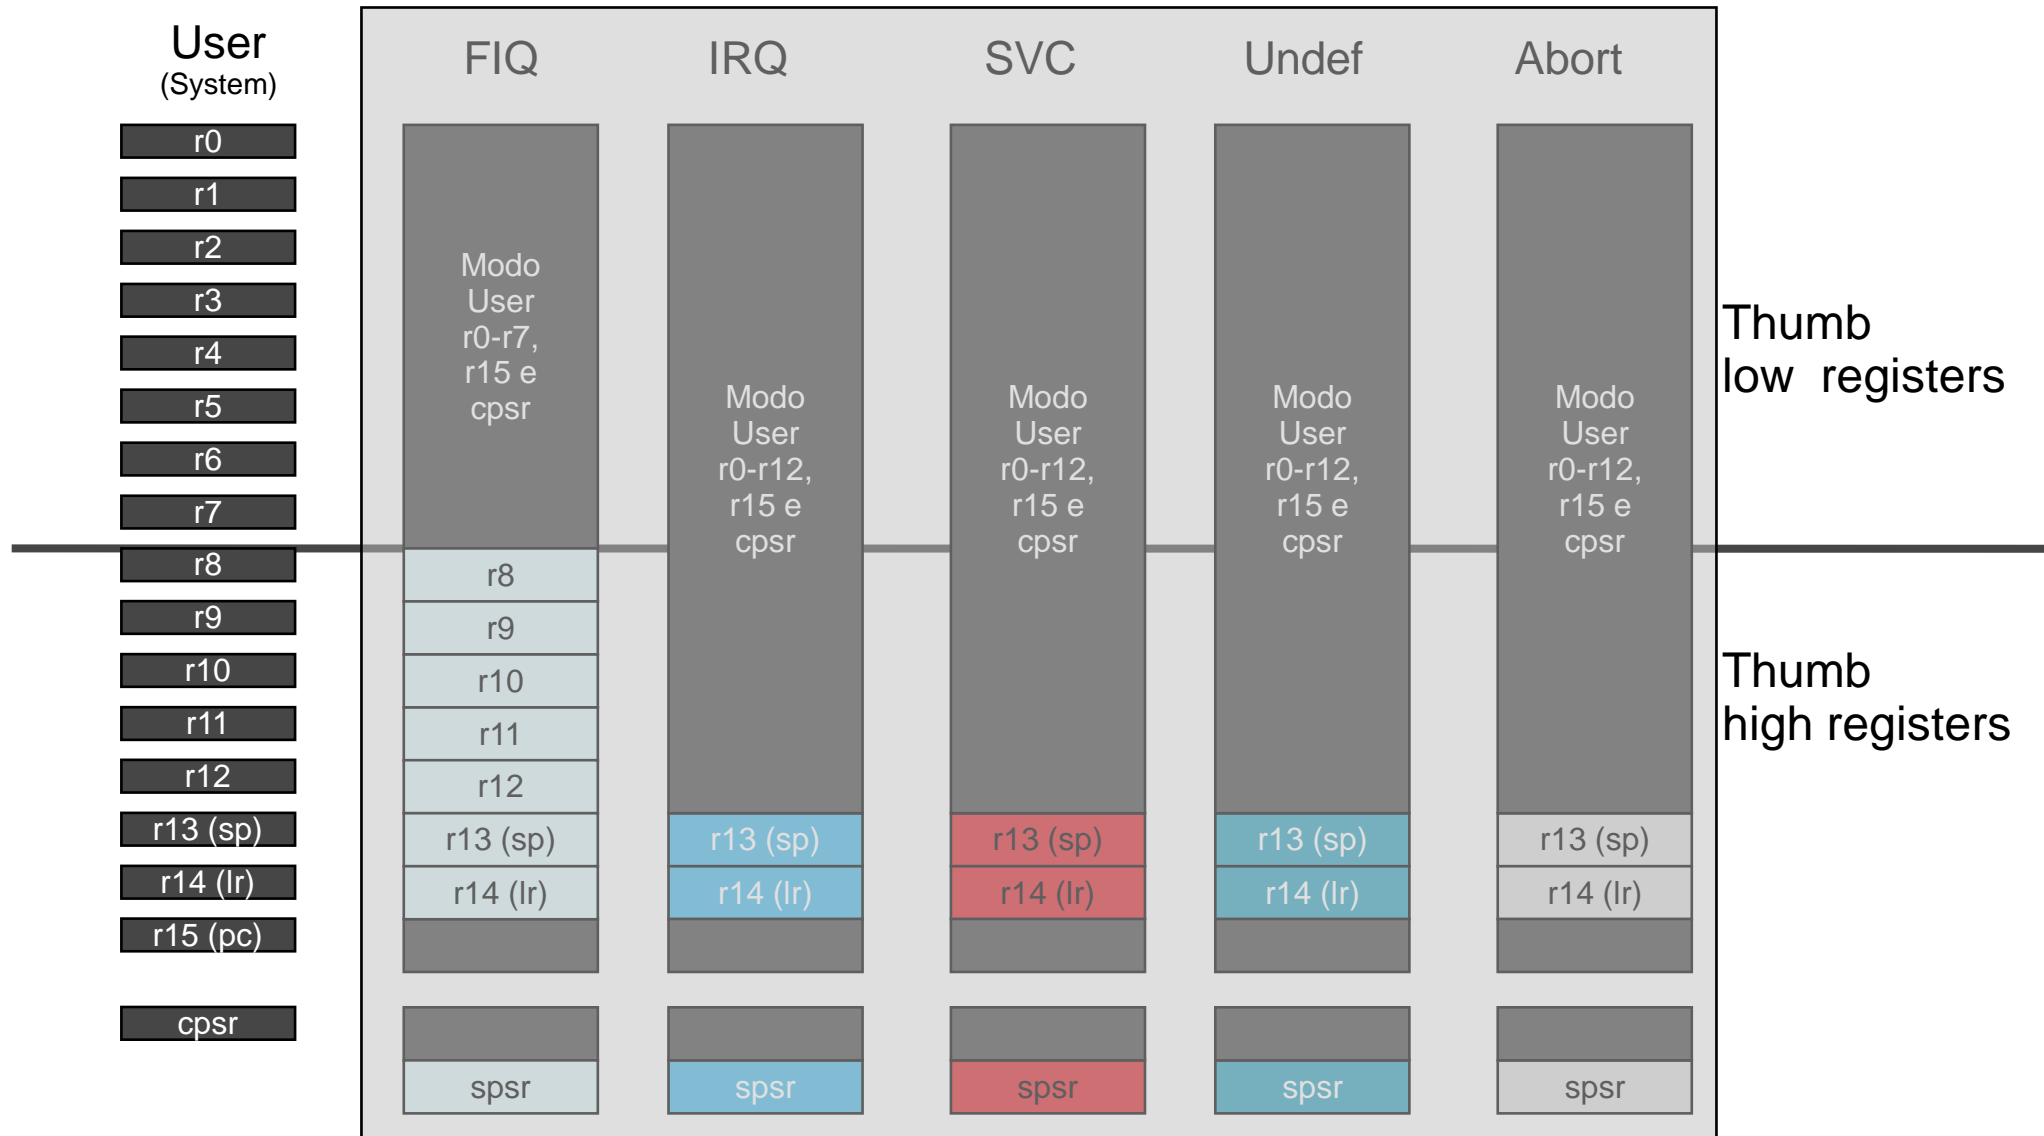 User
(System)
r0
r1
r2
r3
r4
r5
r6
r7
r8
r9
r10
r11
r12
r13 (sp)
r14 (lr)
r15 (pc)
cpsr
FIQ
Modo
User
r0-r7,
r15 e
cpsr
r8
r9
r10
r11
r12
r13 (sp)
r14 (lr)
spsr
IRQ
Modo
User
r0-r12,
r15 e
cpsr
r13 (sp)
r14 (lr)
spsr
SVC
Modo
User
r0-r12,
r15 e
cpsr
r13 (sp)
r14 (lr)
spsr
Undef
Modo
User
r0-r12,
r15 e
cpsr
r13 (sp)
r14 (lr)
spsr
Abort
Modo
User
r0-r12,
r15 e
cpsr
r13 (sp)
r14 (lr)
spsr
Thumb
low registers
Thumb
high registers